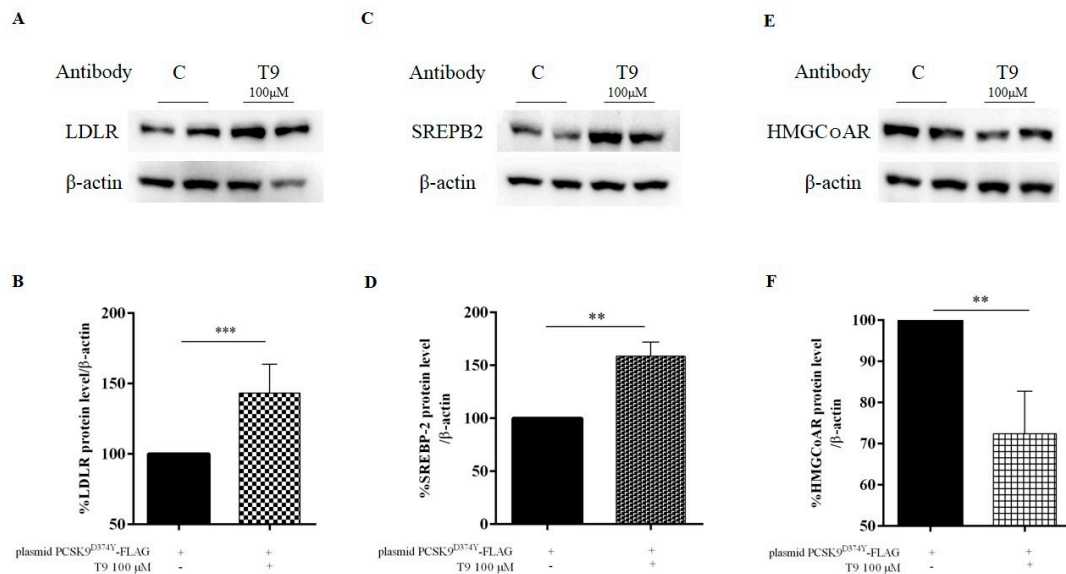 A
Antibody C T9
100μM
LDLR
β-actin
C
Antibody C T9
100μM
SREPB2
β-actin
E
Antibody C T9
100μM
HMGCoAR
β-actin
B
%LDLR protein level/β-actin
200
150
100
50
***
plasmid PCSK9D374Y-FLAG + +
T9 100 μM - +
D
%SREBP-2 protein level
/β-actin
200
150
100
50
0
**
plasmid PCSK9D374Y-FLAG + +
T9 100 μM - +
F
%HMGCoAR protein level
/β-actin
100
90
80
70
60
50
**
plasmid PCSK9D374Y-FLAG + +
T9 100 μM - +